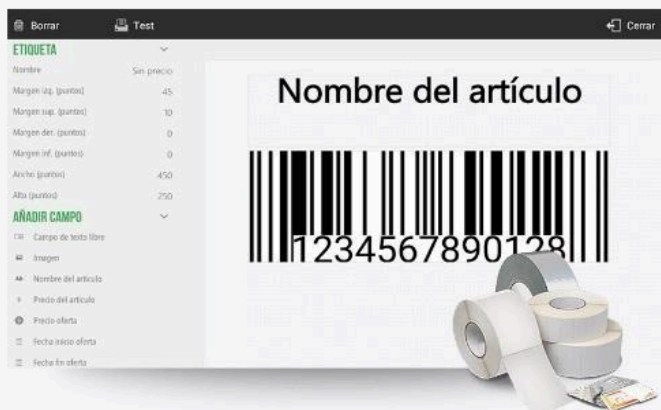 Borrar
Test
Cerrar
ETIQUETA
Nombre Sin precio
Margen izq. (puntos) 45
Margen sup. (puntos) 10
Margen der. (puntos) 0
Margen inf. (puntos) 0
Ancho (puntos) 450
Alto (puntos) 250
AÑADIR CAMPO
Campo de texto libre
Imagen
Nombre del artículo
Precio del artículo
Precio oferta
Fecha inicio oferta
Fecha fin oferta
Nombre del artículo
1234567890128